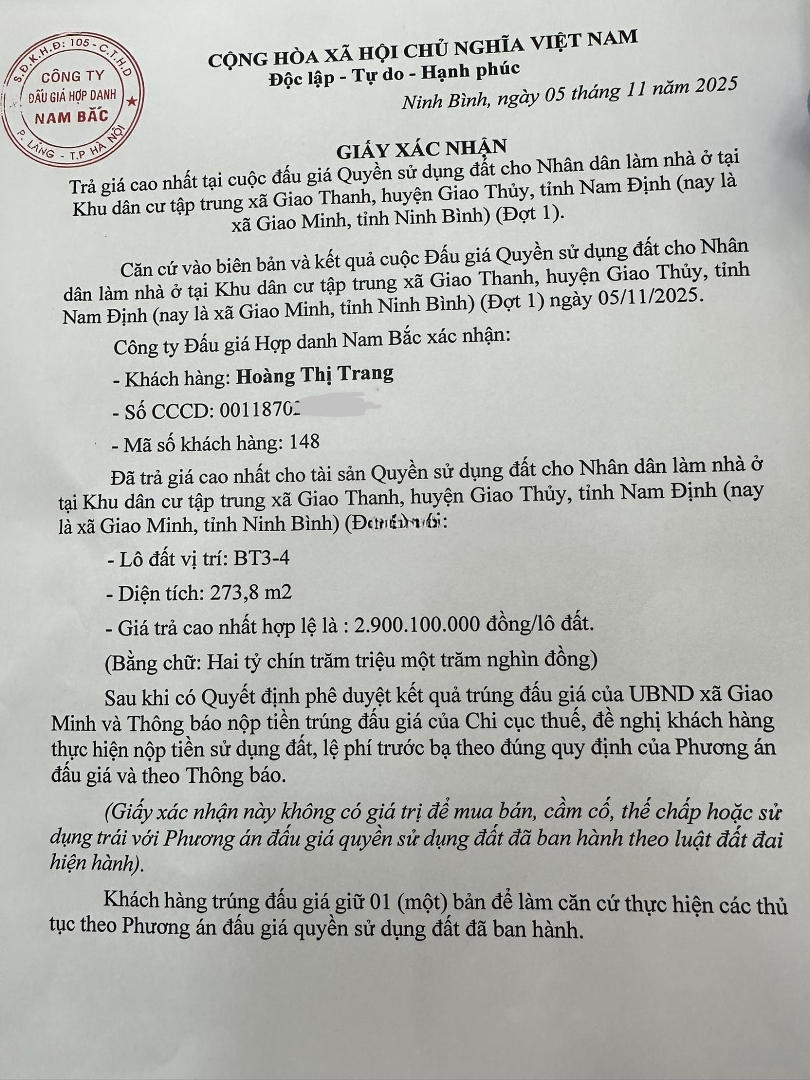 S.Đ.K.H.Đ: 105 - C.T.H.D
CÔNG TY
ĐẤU GIÁ HỢP DANH
NAM BẮC
P. LÁNG - T.P HÀ NỘI
CỘNG HÒA XÃ HỘI CHỦ NGHĨA VIỆT NAM
Độc lập - Tự do - Hạnh phúc
Ninh Bình, ngày 05 tháng 11 năm 2025
GIẤY XÁC NHẬN
Trả giá cao nhất tại cuộc đấu giá Quyền sử dụng đất cho Nhân dân làm nhà ở tại
Khu dân cư tập trung xã Giao Thanh, huyện Giao Thủy, tỉnh Nam Định (nay là
xã Giao Minh, tỉnh Ninh Bình) (Đợt 1).
Căn cứ vào biên bản và kết quả cuộc Đấu giá Quyền sử dụng đất cho Nhân
dân làm nhà ở tại Khu dân cư tập trung xã Giao Thanh, huyện Giao Thủy, tỉnh
Nam Định (nay là xã Giao Minh, tỉnh Ninh Bình) (Đợt 1) ngày 05/11/2025.
Công ty Đấu giá Hợp danh Nam Bắc xác nhận:
- Khách hàng: Hoàng Thị Trang
- Số CCCD: 0011870
- Mã số khách hàng: 148
Đã trả giá cao nhất cho tài sản Quyền sử dụng đất cho Nhân dân làm nhà ở
tại Khu dân cư tập trung xã Giao Thanh, huyện Giao Thủy, tỉnh Nam Định (nay
là xã Giao Minh, tỉnh Ninh Bình)
- Lô đất vị trí: BT3-4
- Diện tích: 273,8 m2
- Giá trả cao nhất hợp lệ là : 2.900.100.000 đồng/lô đất.
(Bằng chữ: Hai tỷ chín trăm triệu một trăm nghìn đồng)
Sau khi có Quyết định phê duyệt kết quả trúng đấu giá của UBND xã Giao
Minh và Thông báo nộp tiền trúng đấu giá của Chi cục thuế, đề nghị khách hàng
thực hiện nộp tiền sử dụng đất, lệ phí trước bạ theo đúng quy định của Phương án
đấu giá và theo Thông báo.
(Giấy xác nhận này không có giá trị để mua bán, cầm cố, thế chấp hoặc sử
dụng trái với Phương án đấu giá quyền sử dụng đất đã ban hành theo luật đất đai
hiện hành).
Khách hàng trúng đấu giá giữ 01 (một) bản để làm căn cứ thực hiện các thủ
tục theo Phương án đấu giá quyền sử dụng đất đã ban hành.